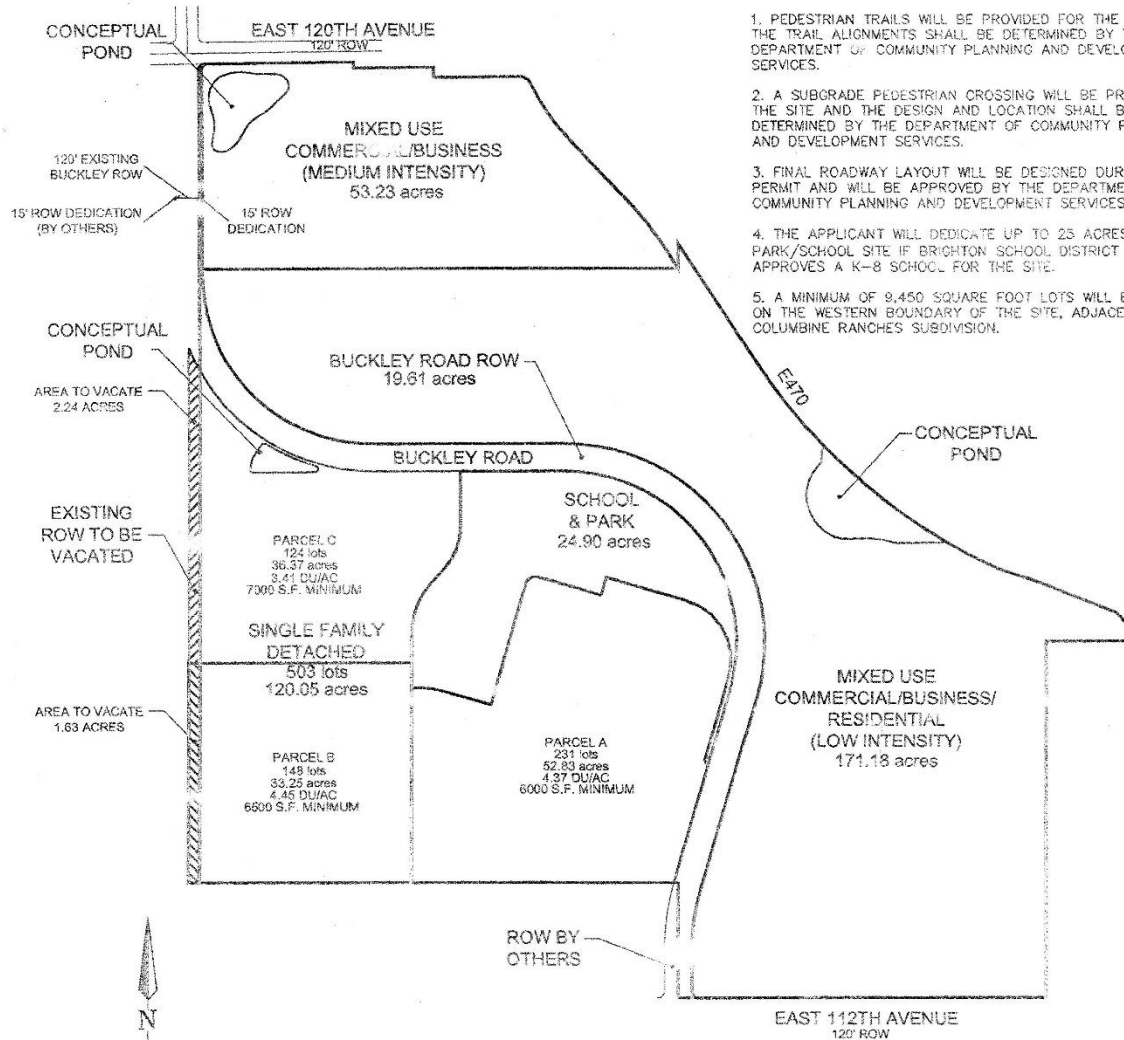 CONCEPTUAL
POND
EAST 120TH AVENUE
120' ROW
MIXED USE
COMMERCIAL/BUSINESS
(MEDIUM INTENSITY)
53.23 acres
120' EXISTING
BUCKLEY ROW
15' ROW DEDICATION
(BY OTHERS)
15' ROW
DEDICATION
1. PEDESTRIAN TRAILS WILL BE PROVIDED FOR THE
THE TRAIL ALIGNMENTS SHALL BE DETERMINED BY
DEPARTMENT OF COMMUNITY PLANNING AND DEVELO
SERVICES.
2. A SUBGRADE PEDESTRIAN CROSSING WILL BE PR
THE SITE AND THE DESIGN AND LOCATION SHALL B
DETERMINED BY THE DEPARTMENT OF COMMUNITY P
AND DEVELOPMENT SERVICES.
3. FINAL ROADWAY LAYOUT WILL BE DESIGNED DUR
PERMIT AND WILL BE APPROVED BY THE DEPARTME
COMMUNITY PLANNING AND DEVELOPMENT SERVICES
4. THE APPLICANT WILL DEDICATE UP TO 25 ACRES
PARK/SCHOOL SITE IF BRIGHTON SCHOOL DISTRICT
APPROVES A K-8 SCHOOL FOR THE SITE.
5. A MINIMUM OF 9,450 SQUARE FOOT LOTS WILL B
ON THE WESTERN BOUNDARY OF THE SITE, ADJACE
COLUMBINE RANCHES SUBDIVISION.
CONCEPTUAL
POND
AREA TO VACATE
2.24 ACRES
BUCKLEY ROAD ROW
19.61 acres
E470
BUCKLEY ROAD
CONCEPTUAL
POND
EXISTING
ROW TO BE
VACATED
SCHOOL
& PARK
24.90 acres
PARCEL C
124 lots
36.37 acres
3.41 DU/AC
7000 S.F. MINIMUM
SINGLE FAMILY
DETACHED
503 lots
120.05 acres
AREA TO VACATE
1.63 ACRES
PARCEL B
148 lots
33.25 acres
4.45 DU/AC
6500 S.F. MINIMUM
PARCEL A
231 lots
52.83 acres
4.37 DU/AC
6000 S.F. MINIMUM
MIXED USE
COMMERCIAL/BUSINESS/
RESIDENTIAL
(LOW INTENSITY)
171.18 acres
ROW BY
OTHERS
N
EAST 112TH AVENUE
120' ROW